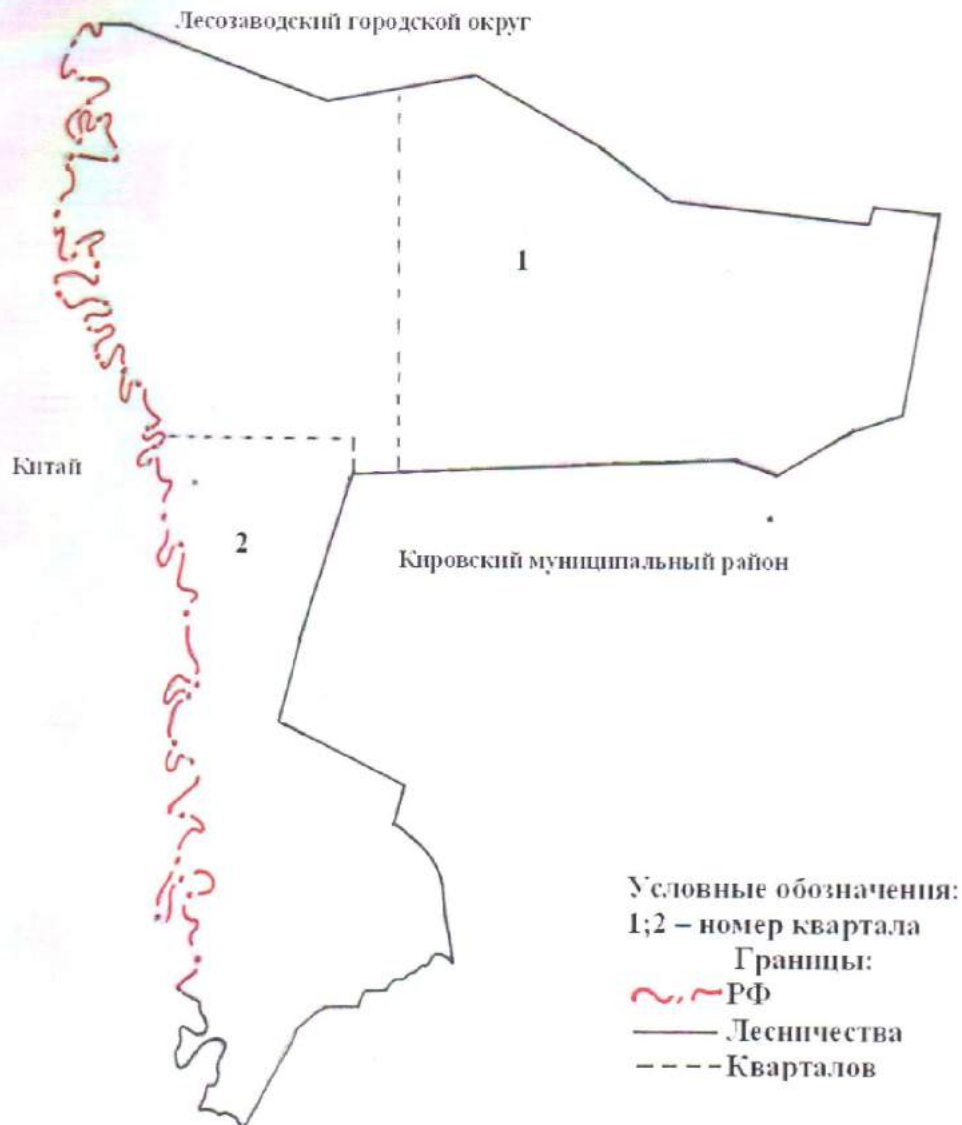 Лесозаводский городской округ
1
Китай
2
Кировский муниципальный район
Условные обозначения:
1;2 – номер квартала
Границы:
РФ
Лесничества
Кварталов